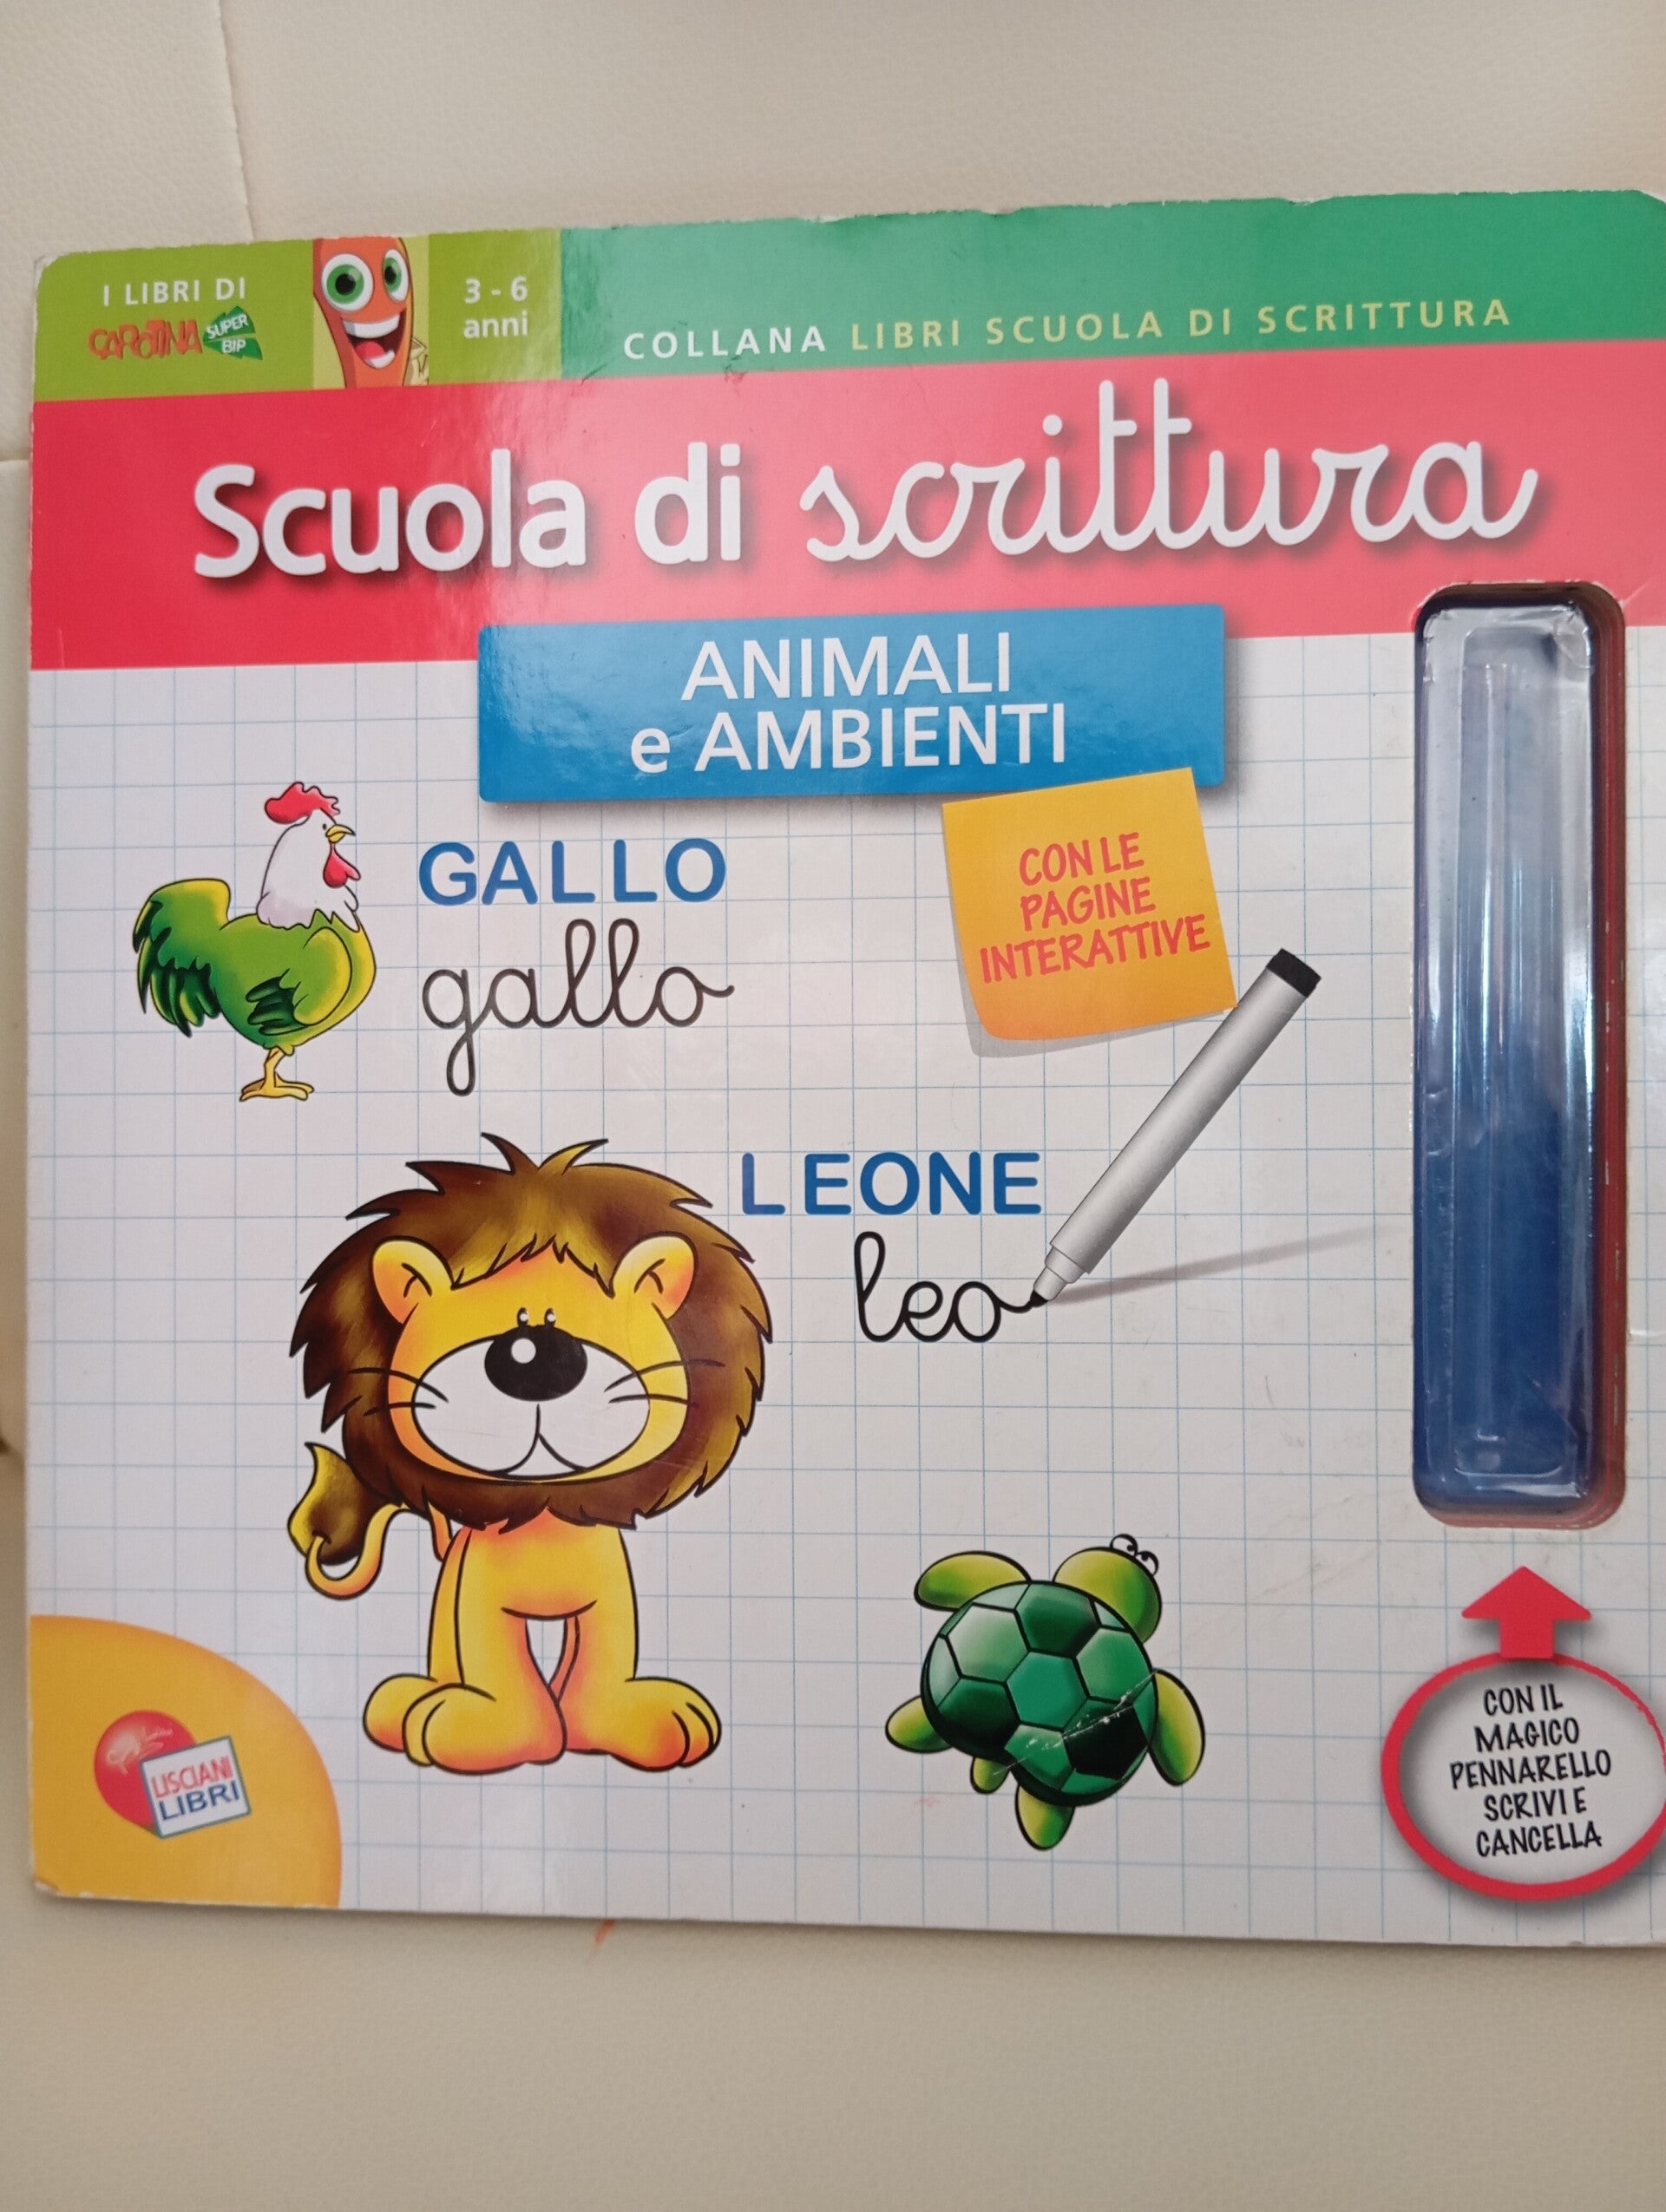 I LIBRI DI
CAROTINA SUPER
BIP
3 - 6
anni
COLLANA LIBRI SCUOLA DI SCRITTURA
Scuola di scrittura
ANIMALI
e AMBIENTI
GALLO
gallo
CON LE
PAGINE
INTERATTIVE
LEONE
leo
LISCIANI
LIBRI
CON IL
MAGICO
PENNARELLO
SCRIVI E
CANCELLA